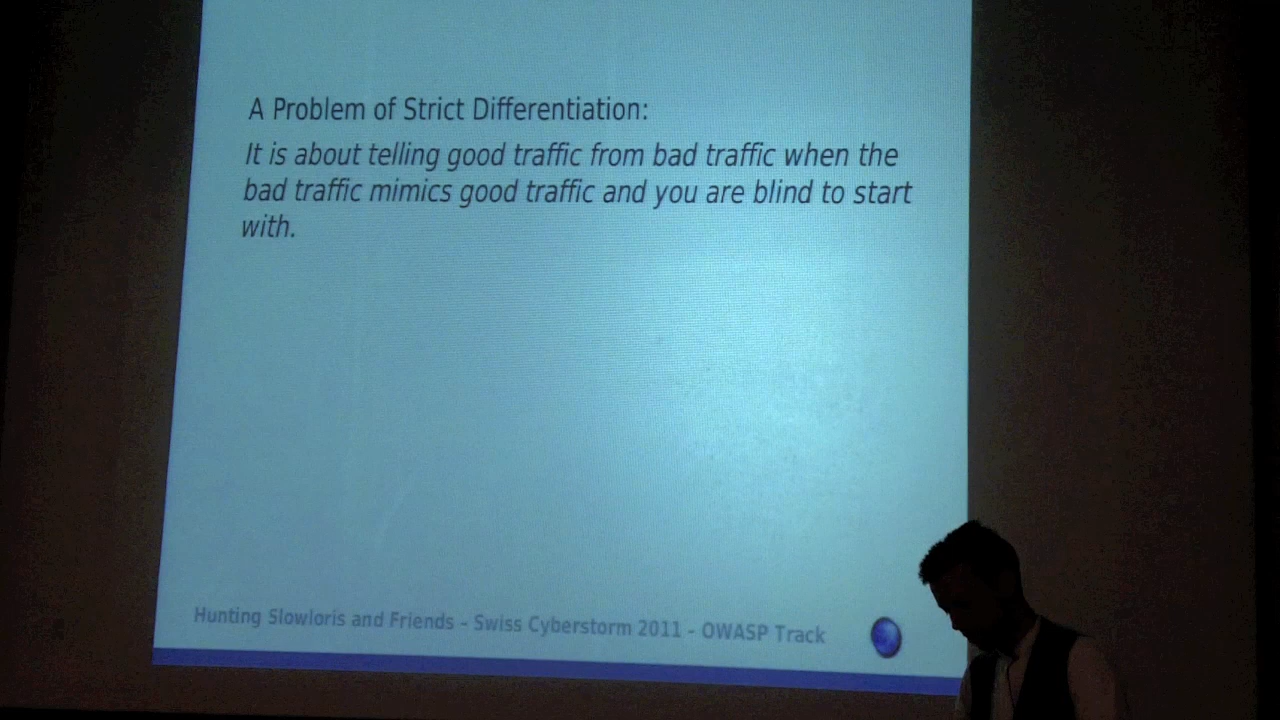 A Problem of Strict Differentiation:
It is about telling good traffic from bad traffic when the
bad traffic mimics good traffic and you are blind to start
with.
Hunting Slowloris and Friends - Swiss Cyberstorm 2011 - OWASP Track